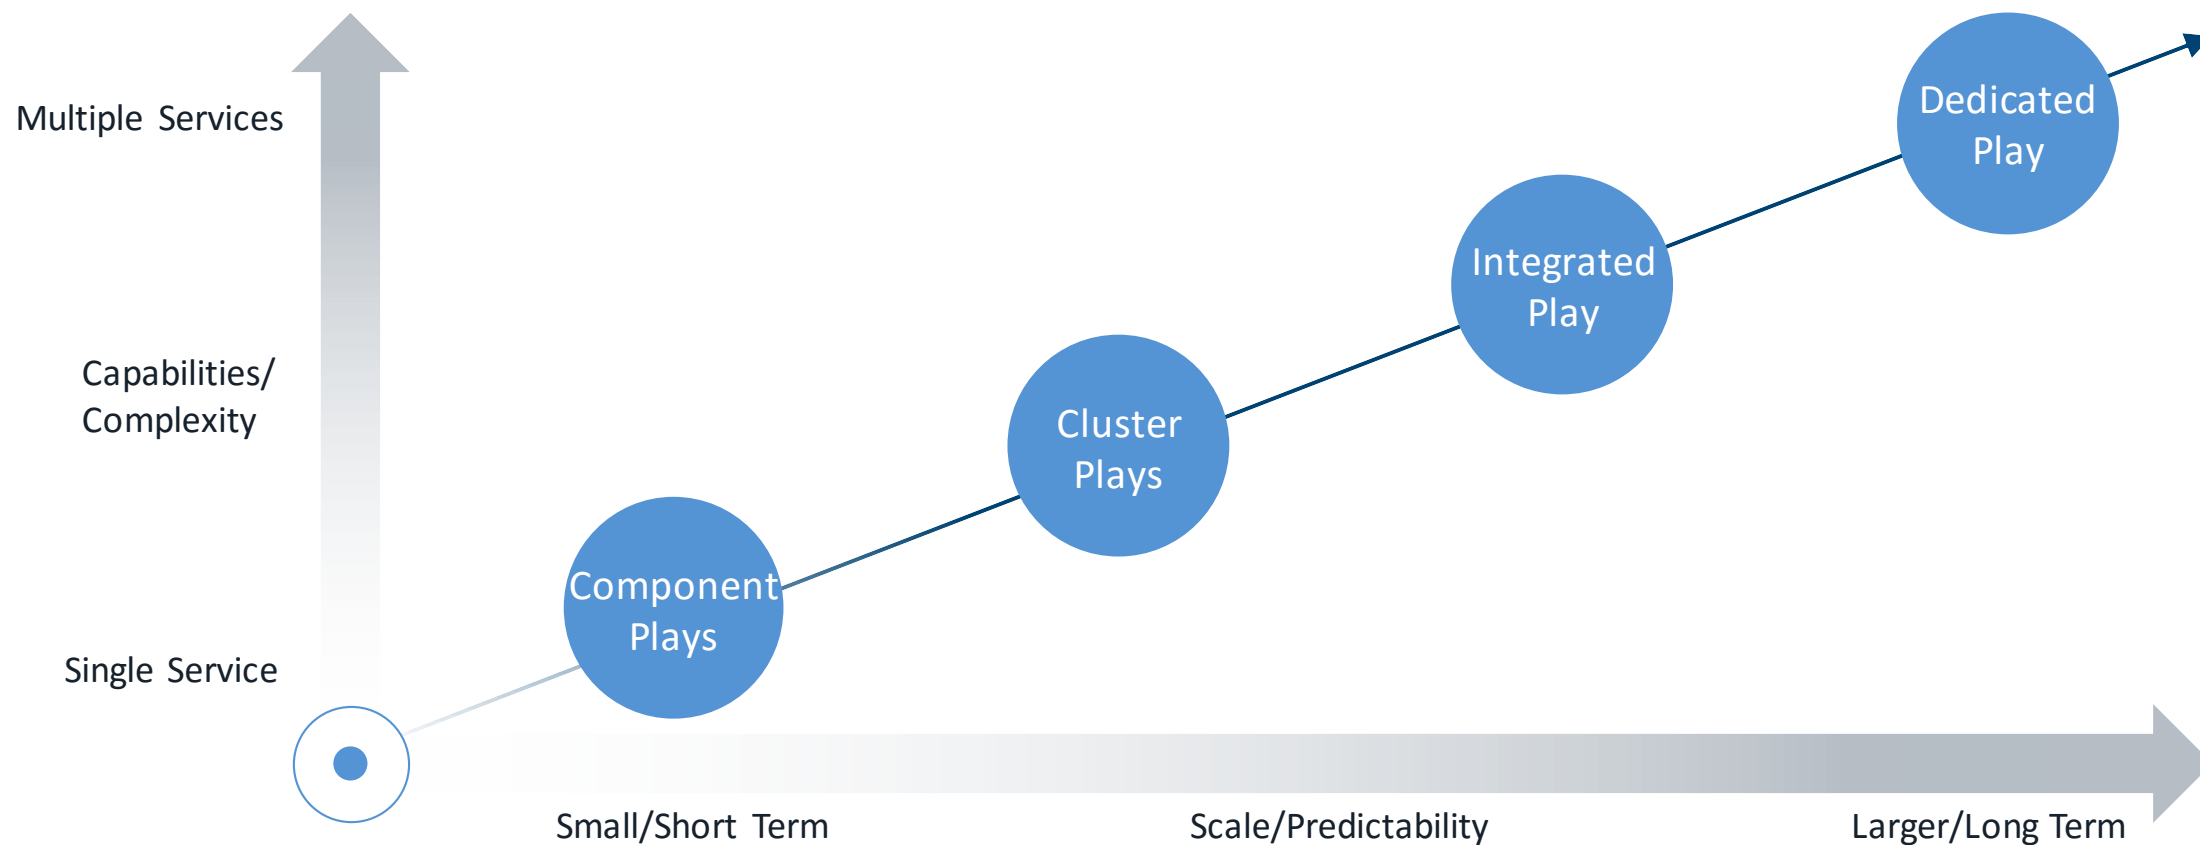 Multiple Services
Dedicated
Play
Integrated
Play
Capabilities/
Complexity
Cluster
Plays
Component
Plays
Single Service
Small/Short Term
Scale/Predictability
Larger/Long Term